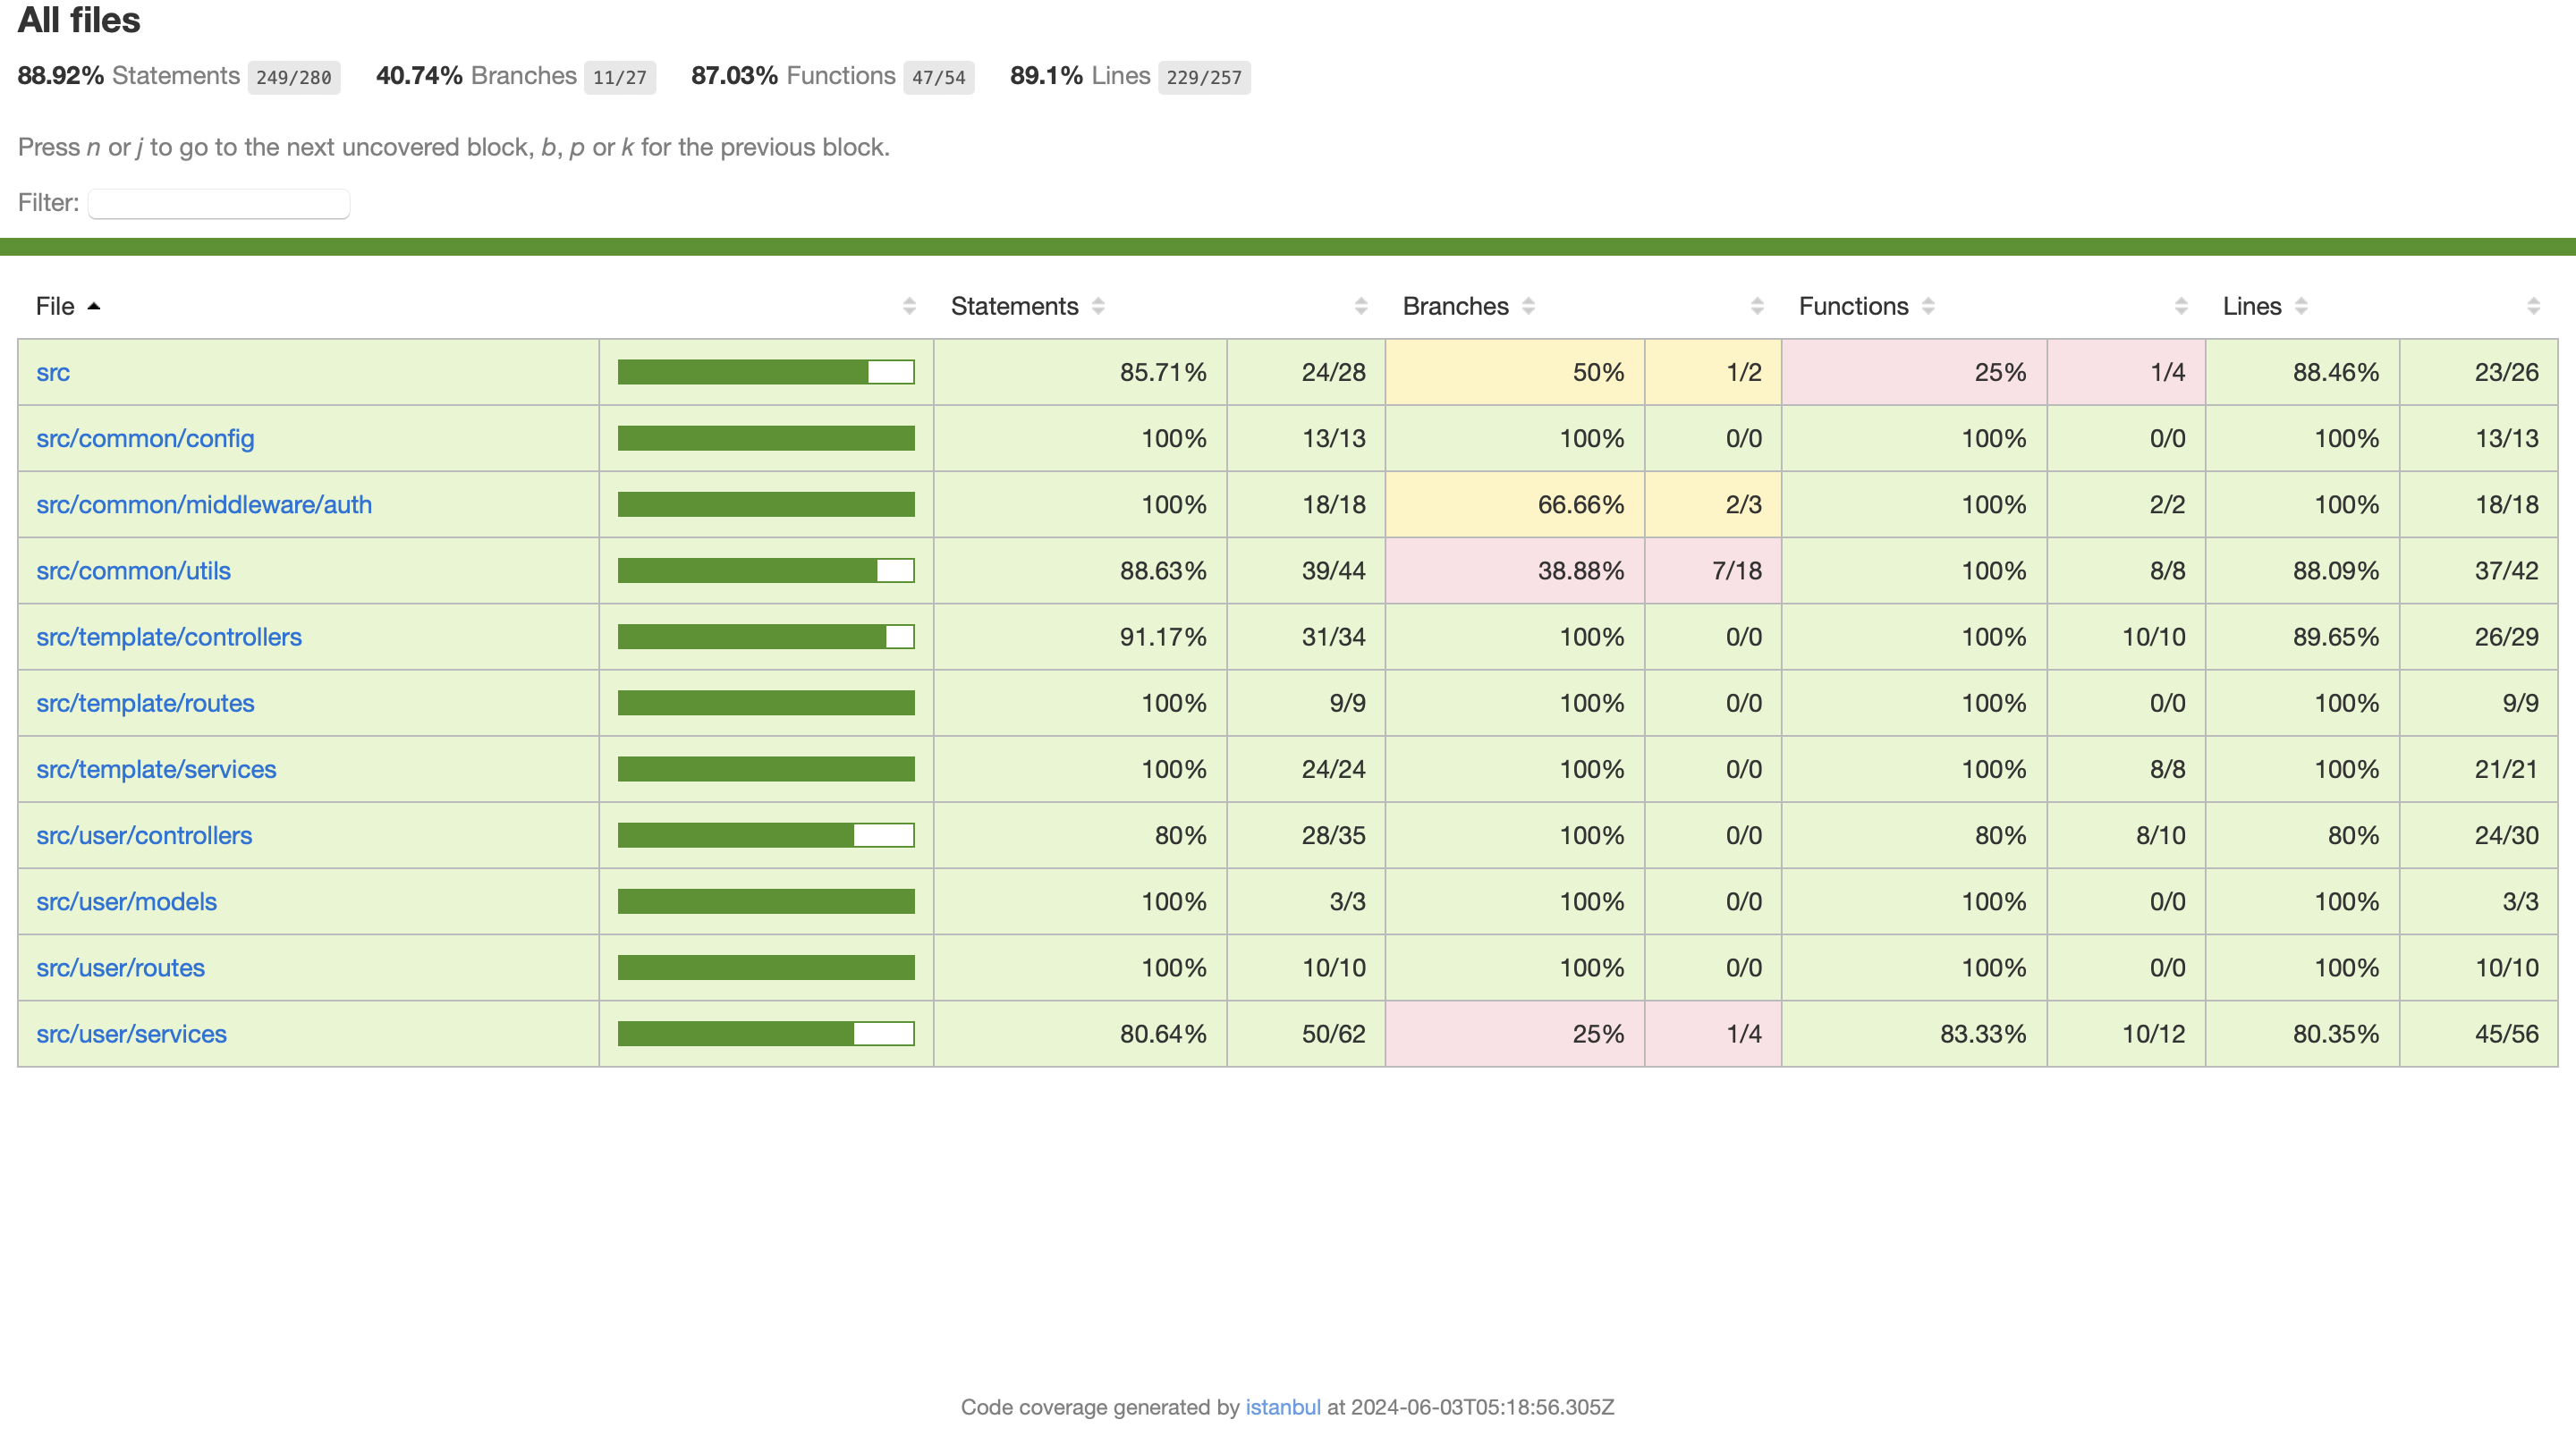 All files
88.92% Statements 249/280 40.74% Branches 11/27 87.03% Functions 47/54 89.1% Lines 229/257
Press n or j to go to the next uncovered block, b, p or k for the previous block.
Filter:
File Statements Branches Functions Lines
src 85.71% 24/28 50% 1/2 25% 1/4 88.46% 23/26
src/common/config 100% 13/13 100% 0/0 100% 0/0 100% 13/13
src/common/middleware/auth 100% 18/18 66.66% 2/3 100% 2/2 100% 18/18
src/common/utils 88.63% 39/44 38.88% 7/18 100% 8/8 88.09% 37/42
src/template/controllers 91.17% 31/34 100% 0/0 100% 10/10 89.65% 26/29
src/template/routes 100% 9/9 100% 0/0 100% 0/0 100% 9/9
src/template/services 100% 24/24 100% 0/0 100% 8/8 100% 21/21
src/user/controllers 80% 28/35 100% 0/0 80% 8/10 80% 24/30
src/user/models 100% 3/3 100% 0/0 100% 0/0 100% 3/3
src/user/routes 100% 10/10 100% 0/0 100% 0/0 100% 10/10
src/user/services 80.64% 50/62 25% 1/4 83.33% 10/12 80.35% 45/56
Code coverage generated by istanbul at 2024-06-03T05:18:56.305Z